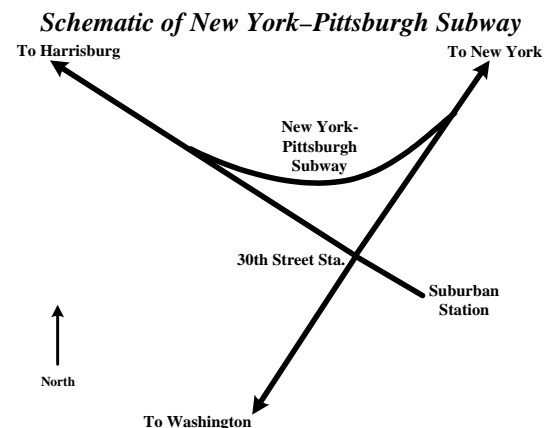 Schematic of New York–Pittsburgh Subway
To Harrisburg
To New York
New York-
Pittsburgh
Subway
30th Street Sta.
Suburban
Station
North
To Washington